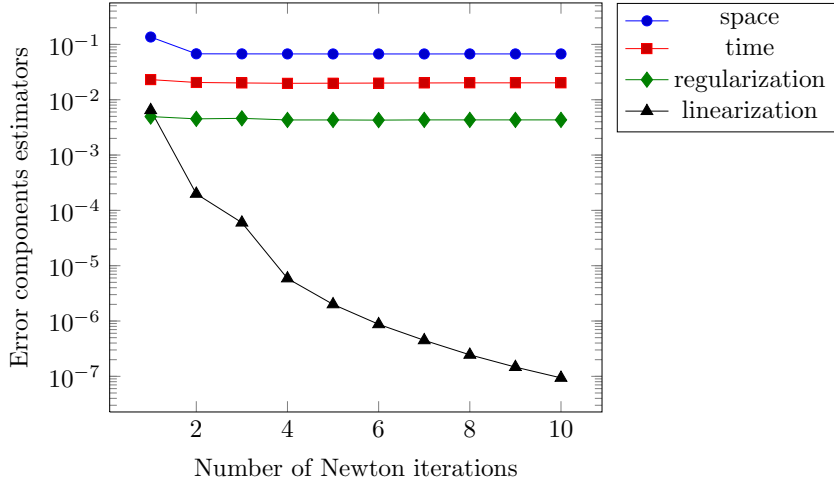 space
time
regularization
linearization
10^{-1}
10^{-2}
10^{-3}
10^{-4}
10^{-5}
10^{-6}
10^{-7}
Error components estimators
2 4 6 8 10
Number of Newton iterations